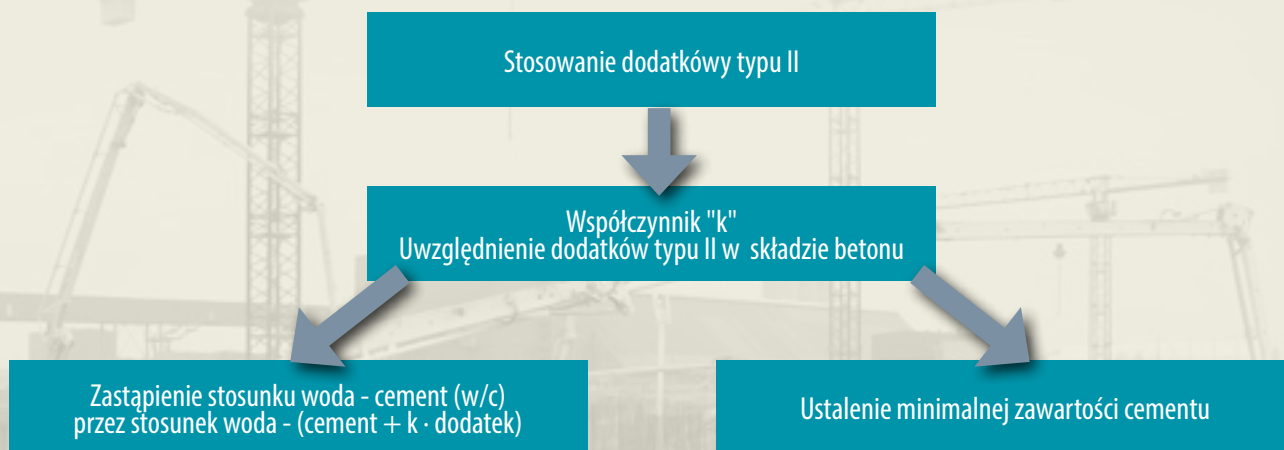 Stosowanie dodatkówy typu II
Współczynnik "k"
Uwzględnienie dodatków typu II w składzie betonu
Zastąpienie stosunku woda - cement (w/c)
przez stosunek woda - (cement + k · dodatek)
Ustalenie minimalnej zawartości cementu